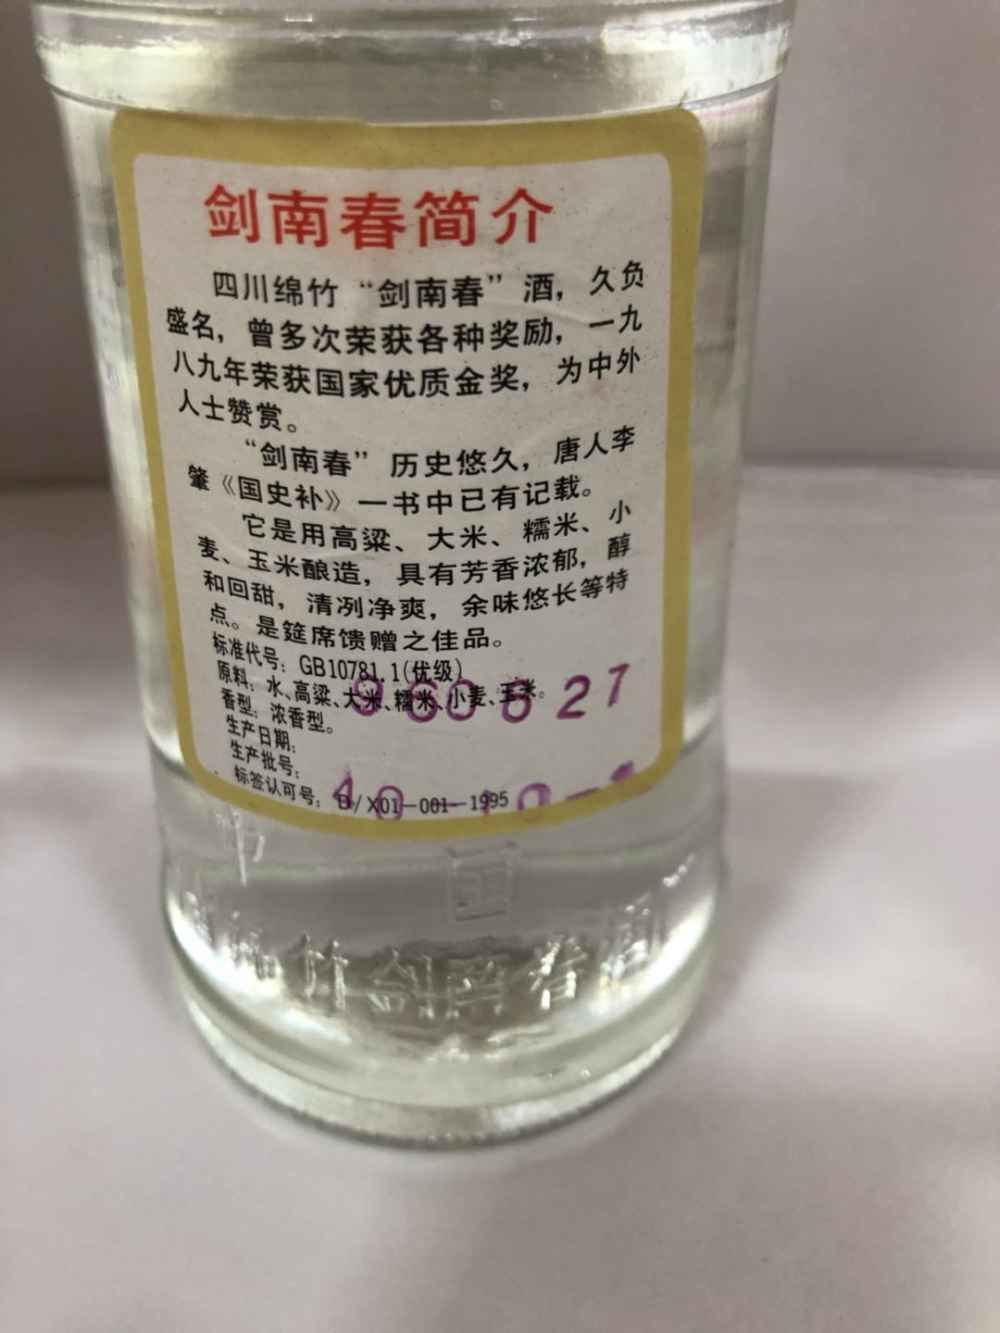 剑南春简介
四川绵竹“剑南春”酒，久负
盛名，曾多次荣获各种奖励，一九
八九年荣获国家优质金奖，为中外
人士赞赏。
“剑南春”历史悠久，唐人李
肇《国史补》一书中已有记载。
它是用高粱、大米、糯米、小
麦、玉米酿造，具有芳香浓郁，醇
和回甜，清冽净爽，余味悠长等特
点。是筵席馈赠之佳品。
标准代号：GB10781.1(优级)
原料：水、高粱、大米、糯米、小麦、玉米。
香型：浓香型。
960827
生产日期：
生产批号：
标签认可号：/X01-001-1995
中 国
竹剑南春酒